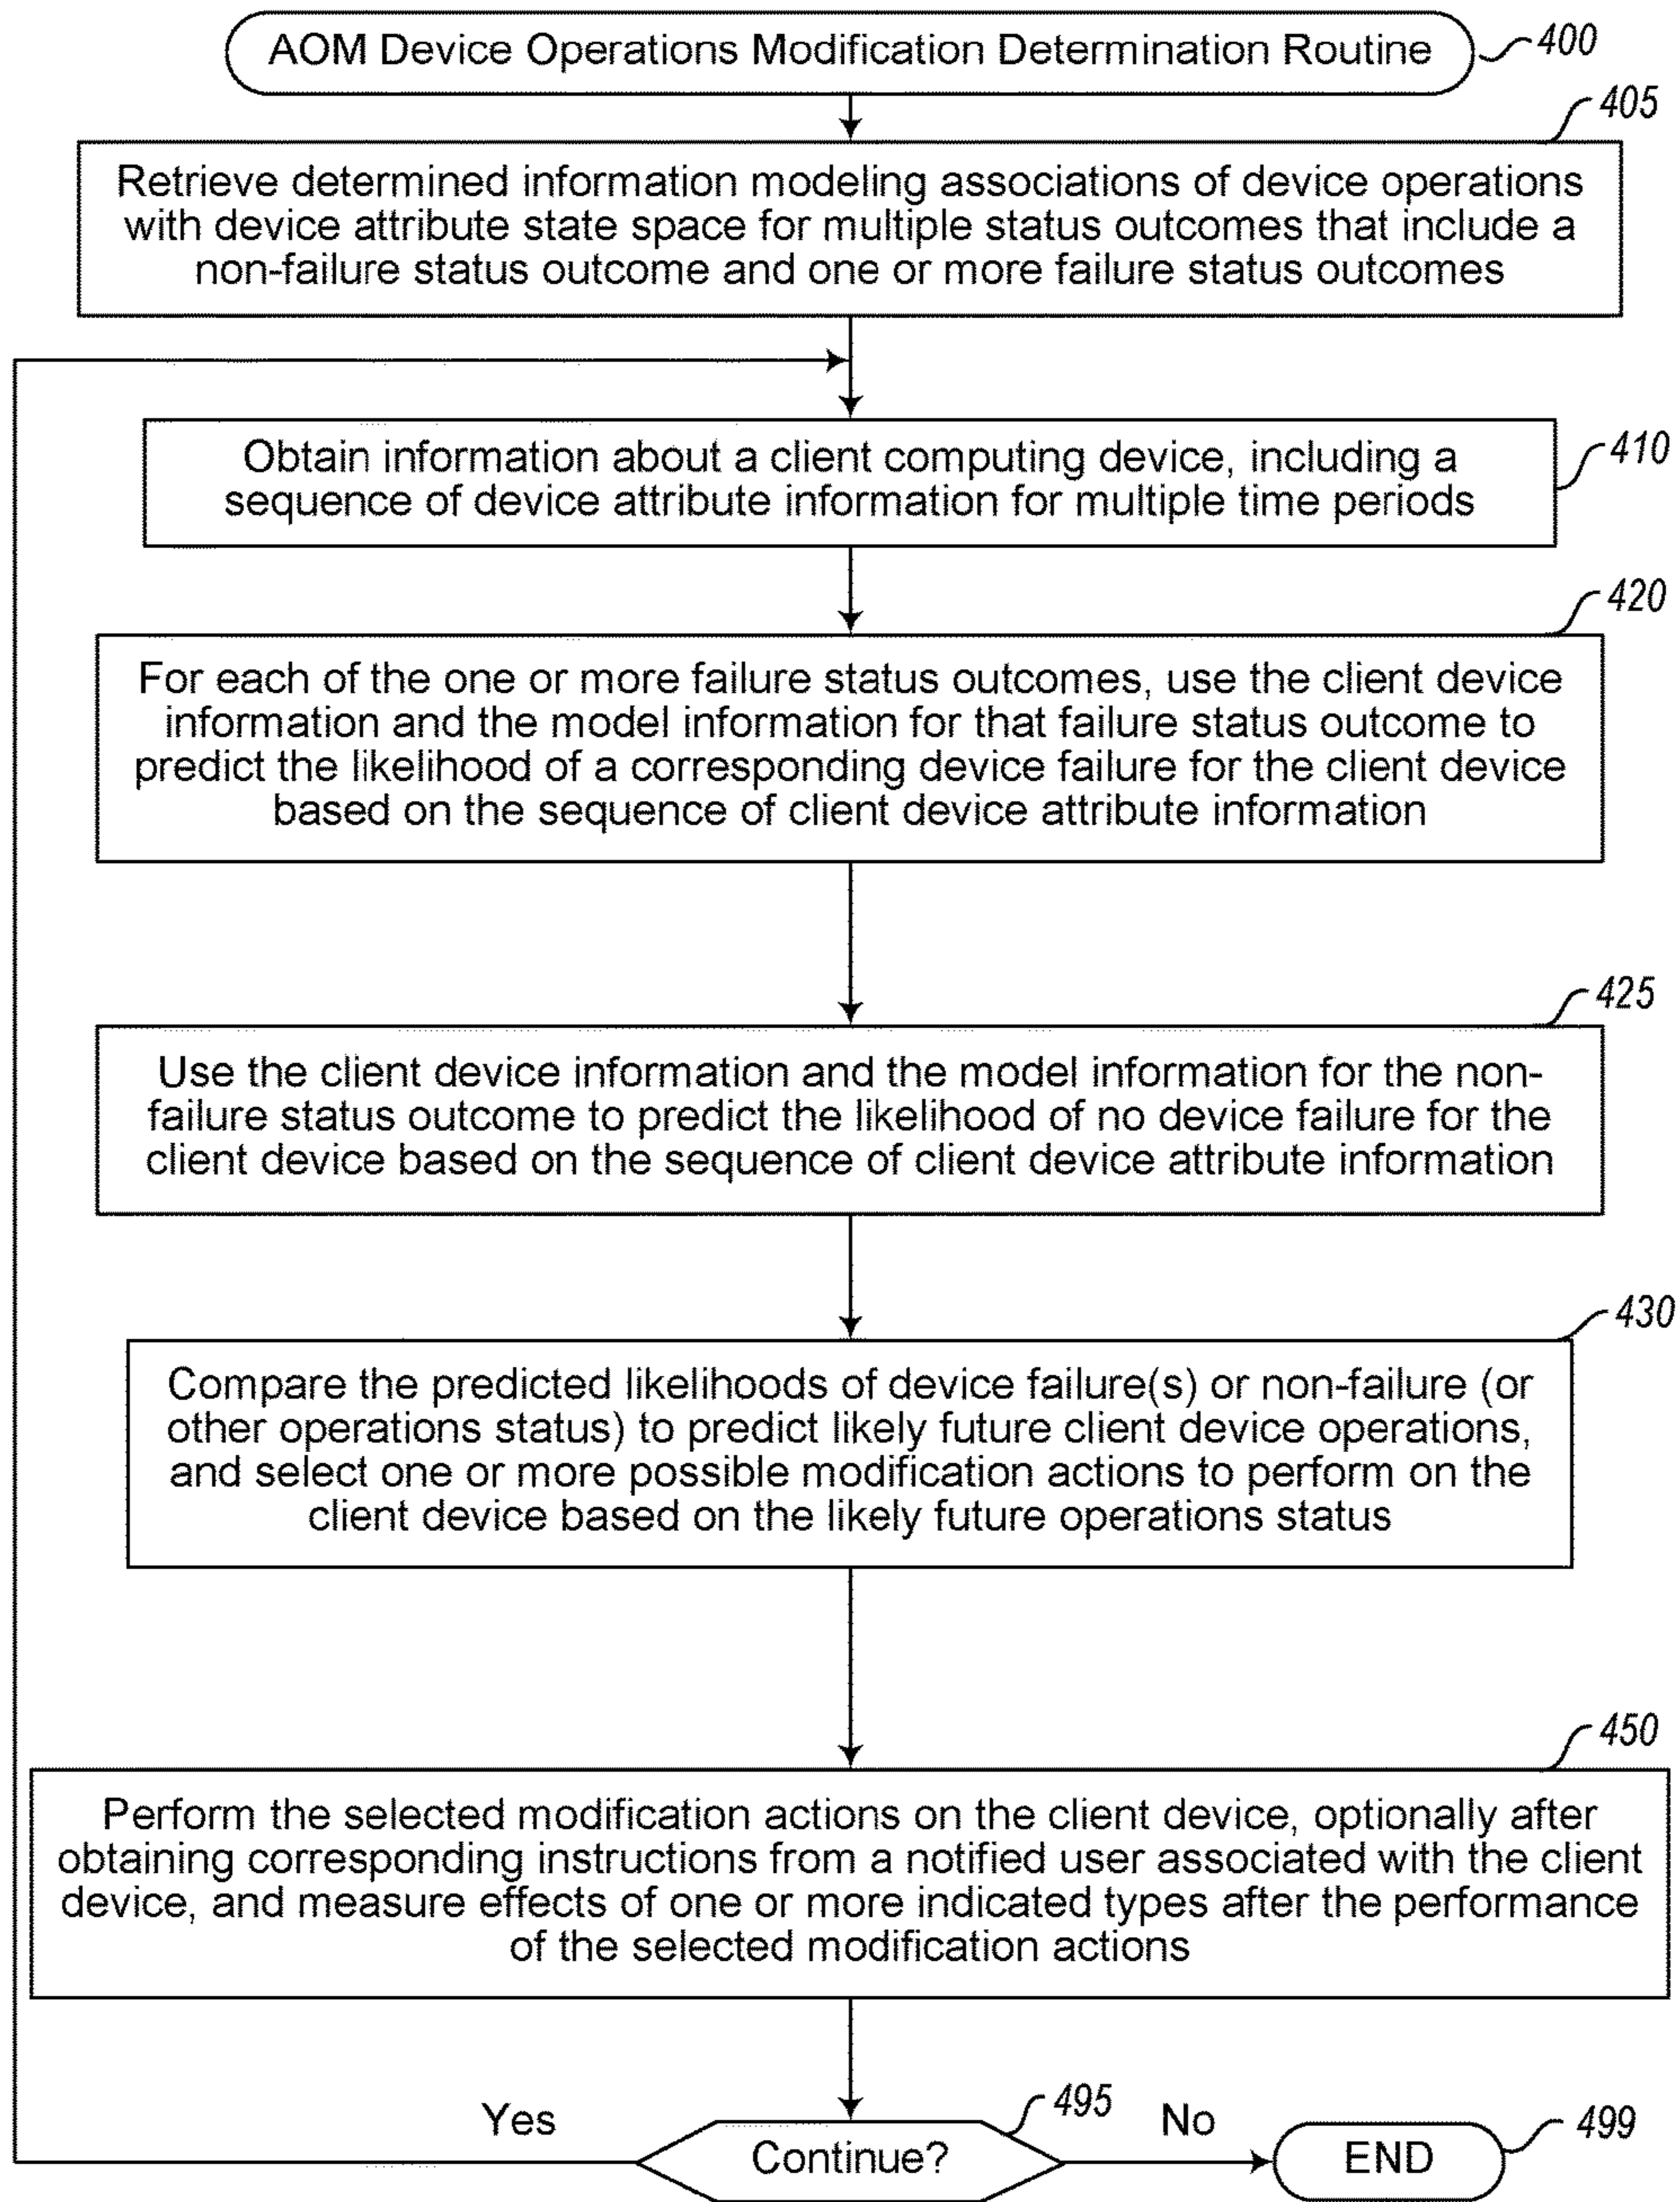 AOM Device Operations Modification Determination Routine
400
405
Retrieve determined information modeling associations of device operations
with device attribute state space for multiple status outcomes that include a
non-failure status outcome and one or more failure status outcomes
410
Obtain information about a client computing device, including a
sequence of device attribute information for multiple time periods
420
For each of the one or more failure status outcomes, use the client device
information and the model information for that failure status outcome to
predict the likelihood of a corresponding device failure for the client device
based on the sequence of client device attribute information
425
Use the client device information and the model information for the non-
failure status outcome to predict the likelihood of no device failure for the
client device based on the sequence of client device attribute information
430
Compare the predicted likelihoods of device failure(s) or non-failure (or
other operations status) to predict likely future client device operations,
and select one or more possible modification actions to perform on the
client device based on the likely future operations status
450
Perform the selected modification actions on the client device, optionally after
obtaining corresponding instructions from a notified user associated with the client
device, and measure effects of one or more indicated types after the performance
of the selected modification actions
495
Yes
Continue?
No
END
499